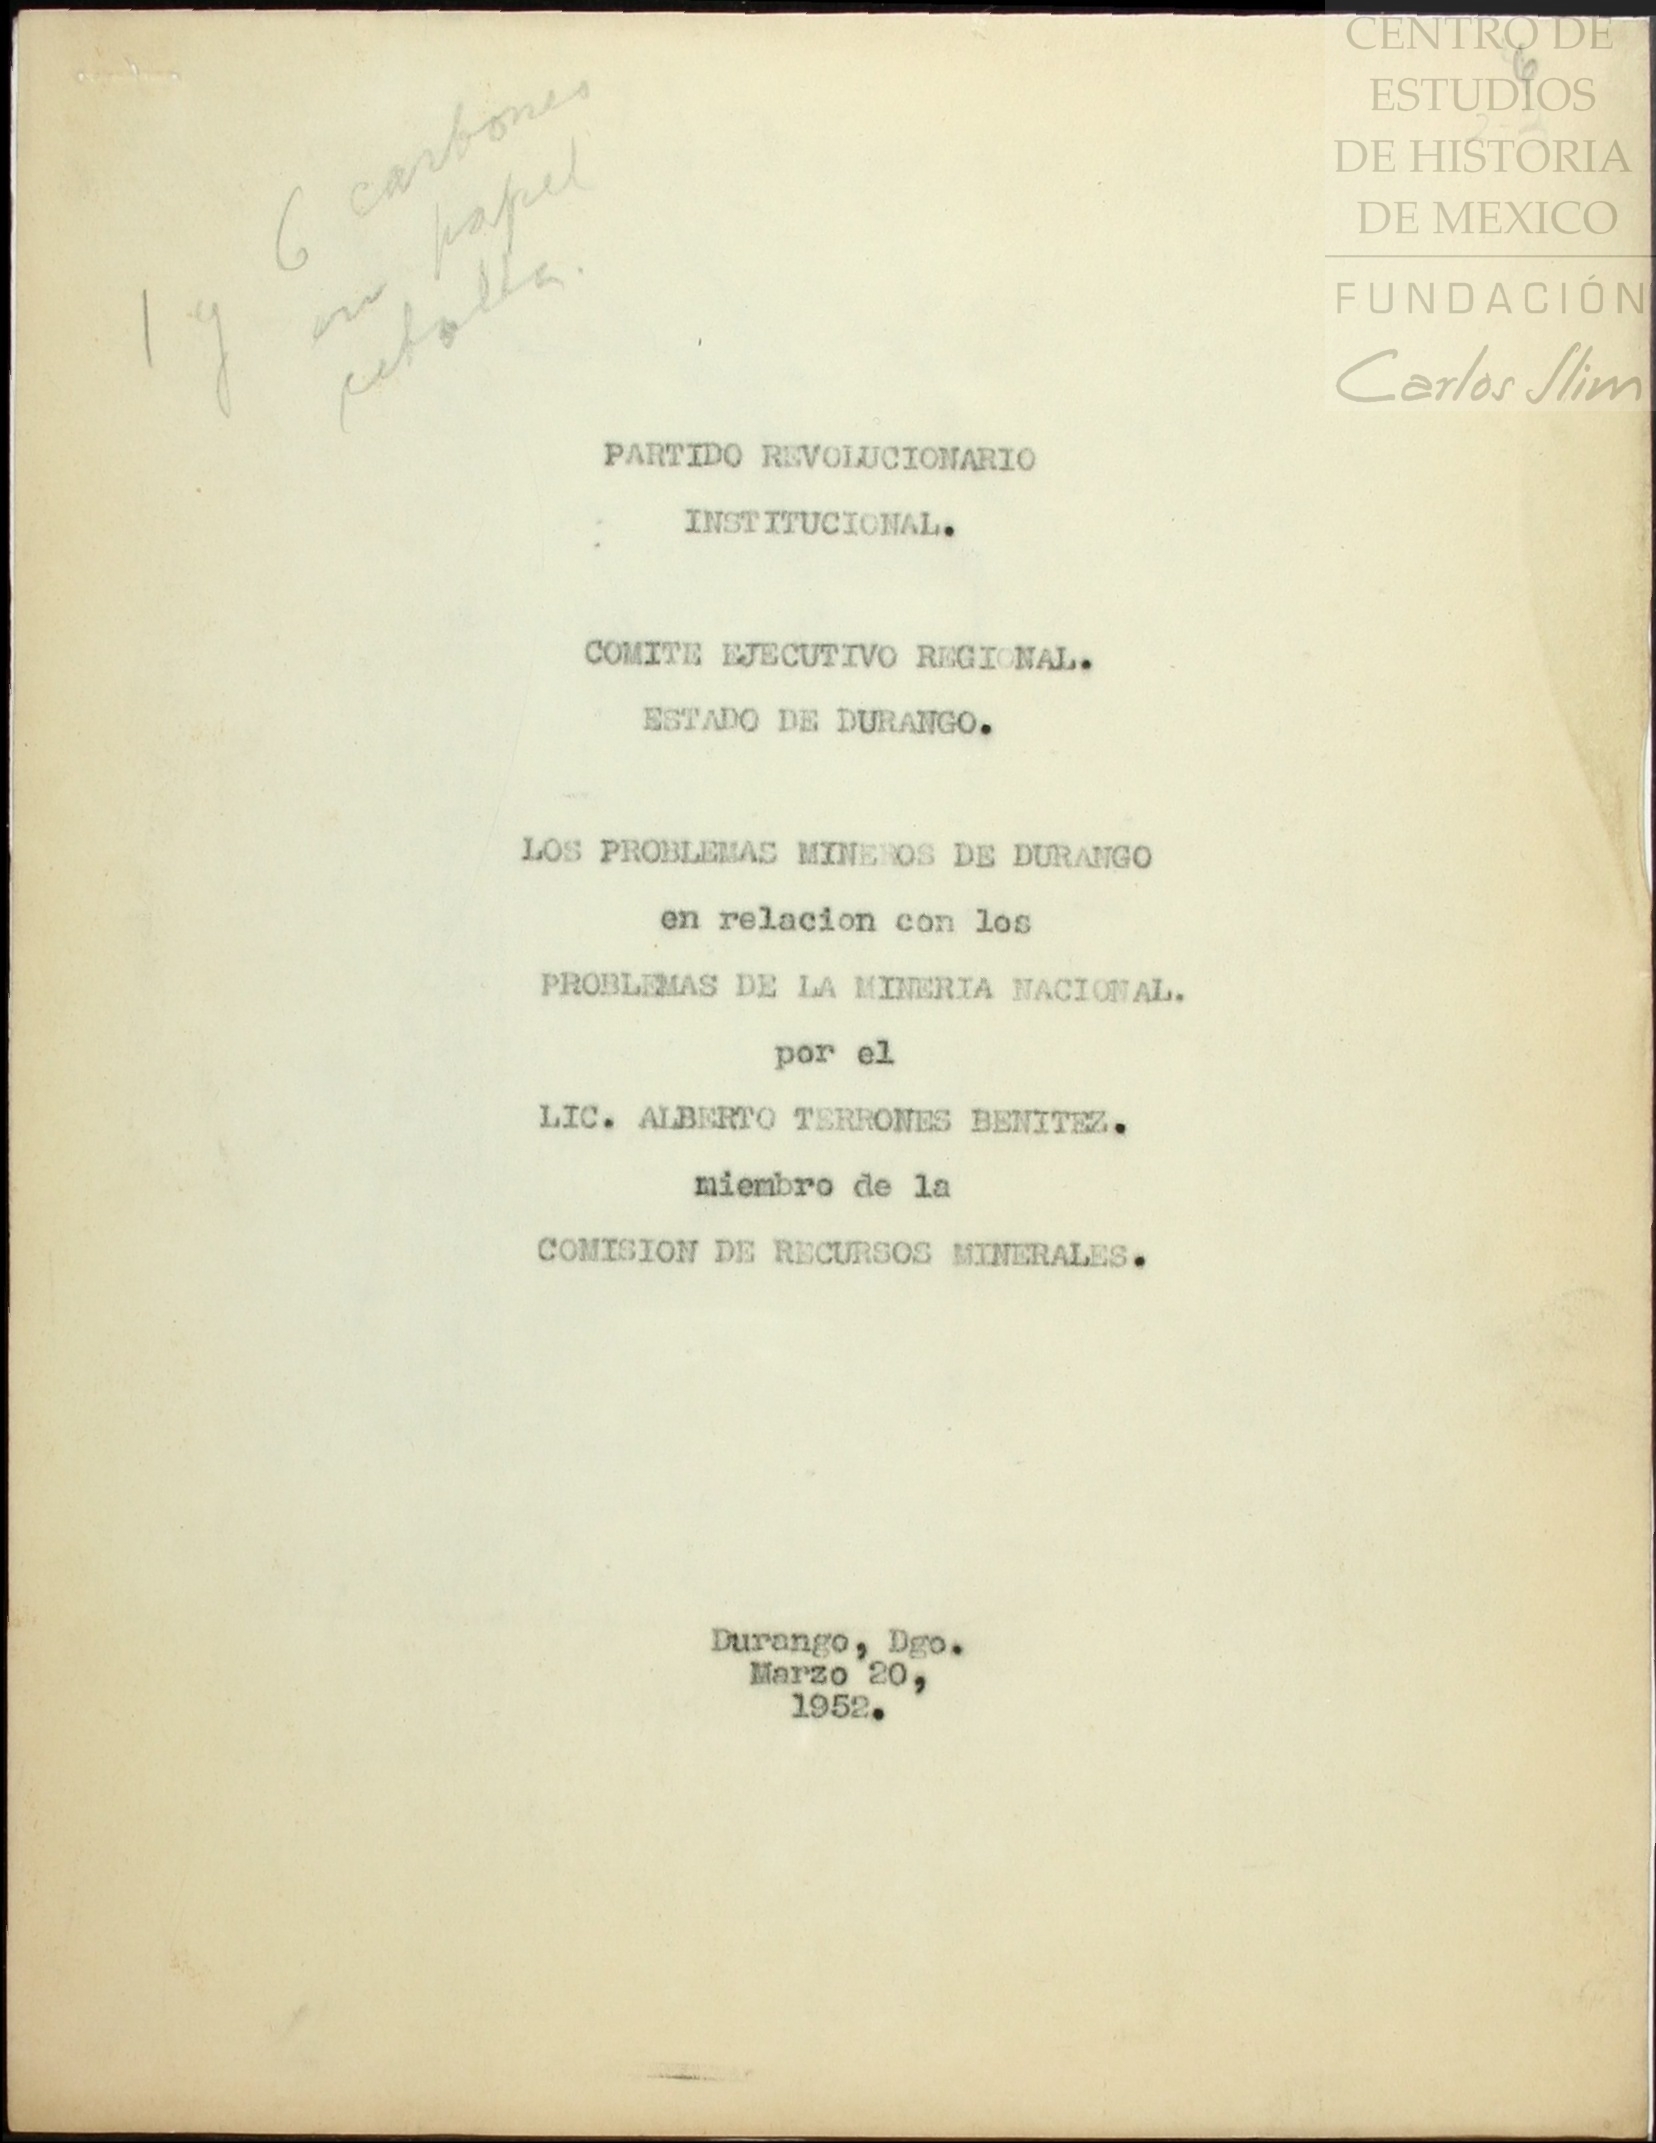 CENTRO DE
ESTUDIOS
DE HISTORIA
DE MEXICO
FUNDACIÓN
Carlos Slim
6
1 y 6 carbones
en papel
cebolla.
PARTIDO REVOLUCIONARIO
INSTITUCIONAL.
COMITE EJECUTIVO REGIONAL.
ESTADO DE DURANGO.
LOS PROBLEMAS MINEROS DE DURANGO
en relacion con los
PROBLEMAS DE LA MINERIA NACIONAL.
por el
LIC. ALBERTO TERRONES BENITEZ.
miembro de la
COMISION DE RECURSOS MINERALES.
Durango, Dgo.
Marzo 20,
1952.